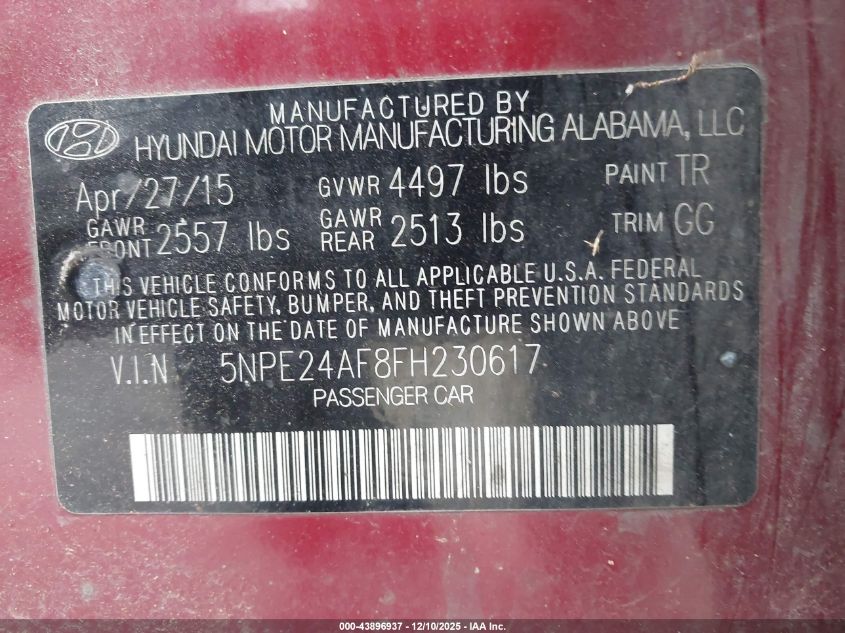 MANUFACTURED BY
HYUNDAI MOTOR MANUFACTURING ALABAMA, LLC
Apr/27/15 GVWR 4497 lbs PAINT TR
GAWR FRONT 2557 lbs GAWR REAR 2513 lbs TRIM GG
THIS VEHICLE CONFORMS TO ALL APPLICABLE U.S.A. FEDERAL
MOTOR VEHICLE SAFETY, BUMPER, AND THEFT PREVENTION STANDARDS
IN EFFECT ON THE DATE OF MANUFACTURE SHOWN ABOVE
V.I.N 5NPE24AF8FH230617
PASSENGER CAR
000-43896937 - 12/10/2025 - IAA Inc.